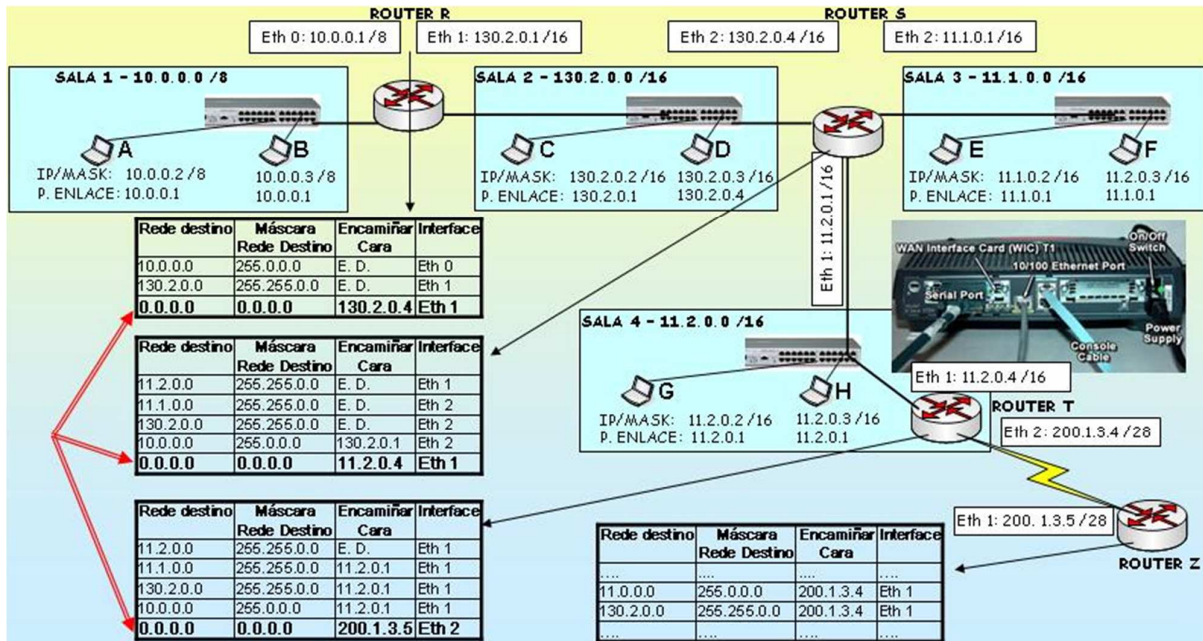 ROUTER R
Eth 0: 10.0.0.1 /8
Eth 1: 130.2.0.1/16
ROUTER S
Eth 2: 130.2.0.4 /16
Eth 2: 11.1.0.1 /16
SALA 1 - 10.0.0.0 /8
A
B
IP/MASK: 10.0.0.2 /8
10.0.0.3 /8
P. ENLACE: 10.0.0.1
10.0.0.1
SALA 2 - 130.2.0.0 /16
C
D
IP/MASK: 130.2.0.2 /16
130.2.0.3 /16
P. ENLACE: 130.2.0.1
130.2.0.4
SALA 3 - 11.1.0.0 /16
E
F
IP/MASK: 11.1.0.2 /16
11.2.0.3 /16
P. ENLACE: 11.1.0.1
11.1.0.1
Eth 1: 11.2.0.1 /16
WAN Interface Card (WIC) T1
On/Off
Switch
10/100 Ethernet Port
Serial Port
Power
Supply
Console
Cable
Rede destino Máscara Encamiñar Interface
Rede Destino Cara
10.0.0.0 255.0.0.0 E. D. Eth 0
130.2.0.0 255.255.0.0 E. D. Eth 1
0.0.0.0 0.0.0.0 130.2.0.4 Eth 1
Rede destino Máscara Encamiñar Interface
Rede Destino Cara
11.2.0.0 255.255.0.0 E. D. Eth 1
11.1.0.0 255.255.0.0 E. D. Eth 2
130.2.0.0 255.255.0.0 E. D. Eth 2
10.0.0.0 255.0.0.0 130.2.0.1 Eth 2
0.0.0.0 0.0.0.0 11.2.0.4 Eth 1
SALA 4 - 11.2.0.0 /16
G
H
IP/MASK: 11.2.0.2 /16
11.2.0.3 /16
P. ENLACE: 11.2.0.1
11.2.0.1
Eth 1: 11.2.0.4 /16
ROUTER T
Eth 2: 200.1.3.4 /28
Eth 1: 200. 1.3.5 /28
ROUTER Z
Rede destino Máscara Encamiñar Interface
Rede Destino Cara
11.2.0.0 255.255.0.0 E. D. Eth 1
11.1.0.0 255.255.0.0 11.2.0.1 Eth 1
130.2.0.0 255.255.0.0 11.2.0.1 Eth 1
10.0.0.0 255.0.0.0 11.2.0.1 Eth 1
0.0.0.0 0.0.0.0 200.1.3.5 Eth 2
Rede destino Máscara Encamiñar Interface
Rede Destino Cara
.... .... .... ....
11.0.0.0 255.0.0.0 200.1.3.4 Eth 1
130.2.0.0 255.255.0.0 200.1.3.4 Eth 1
.... .... .... ....